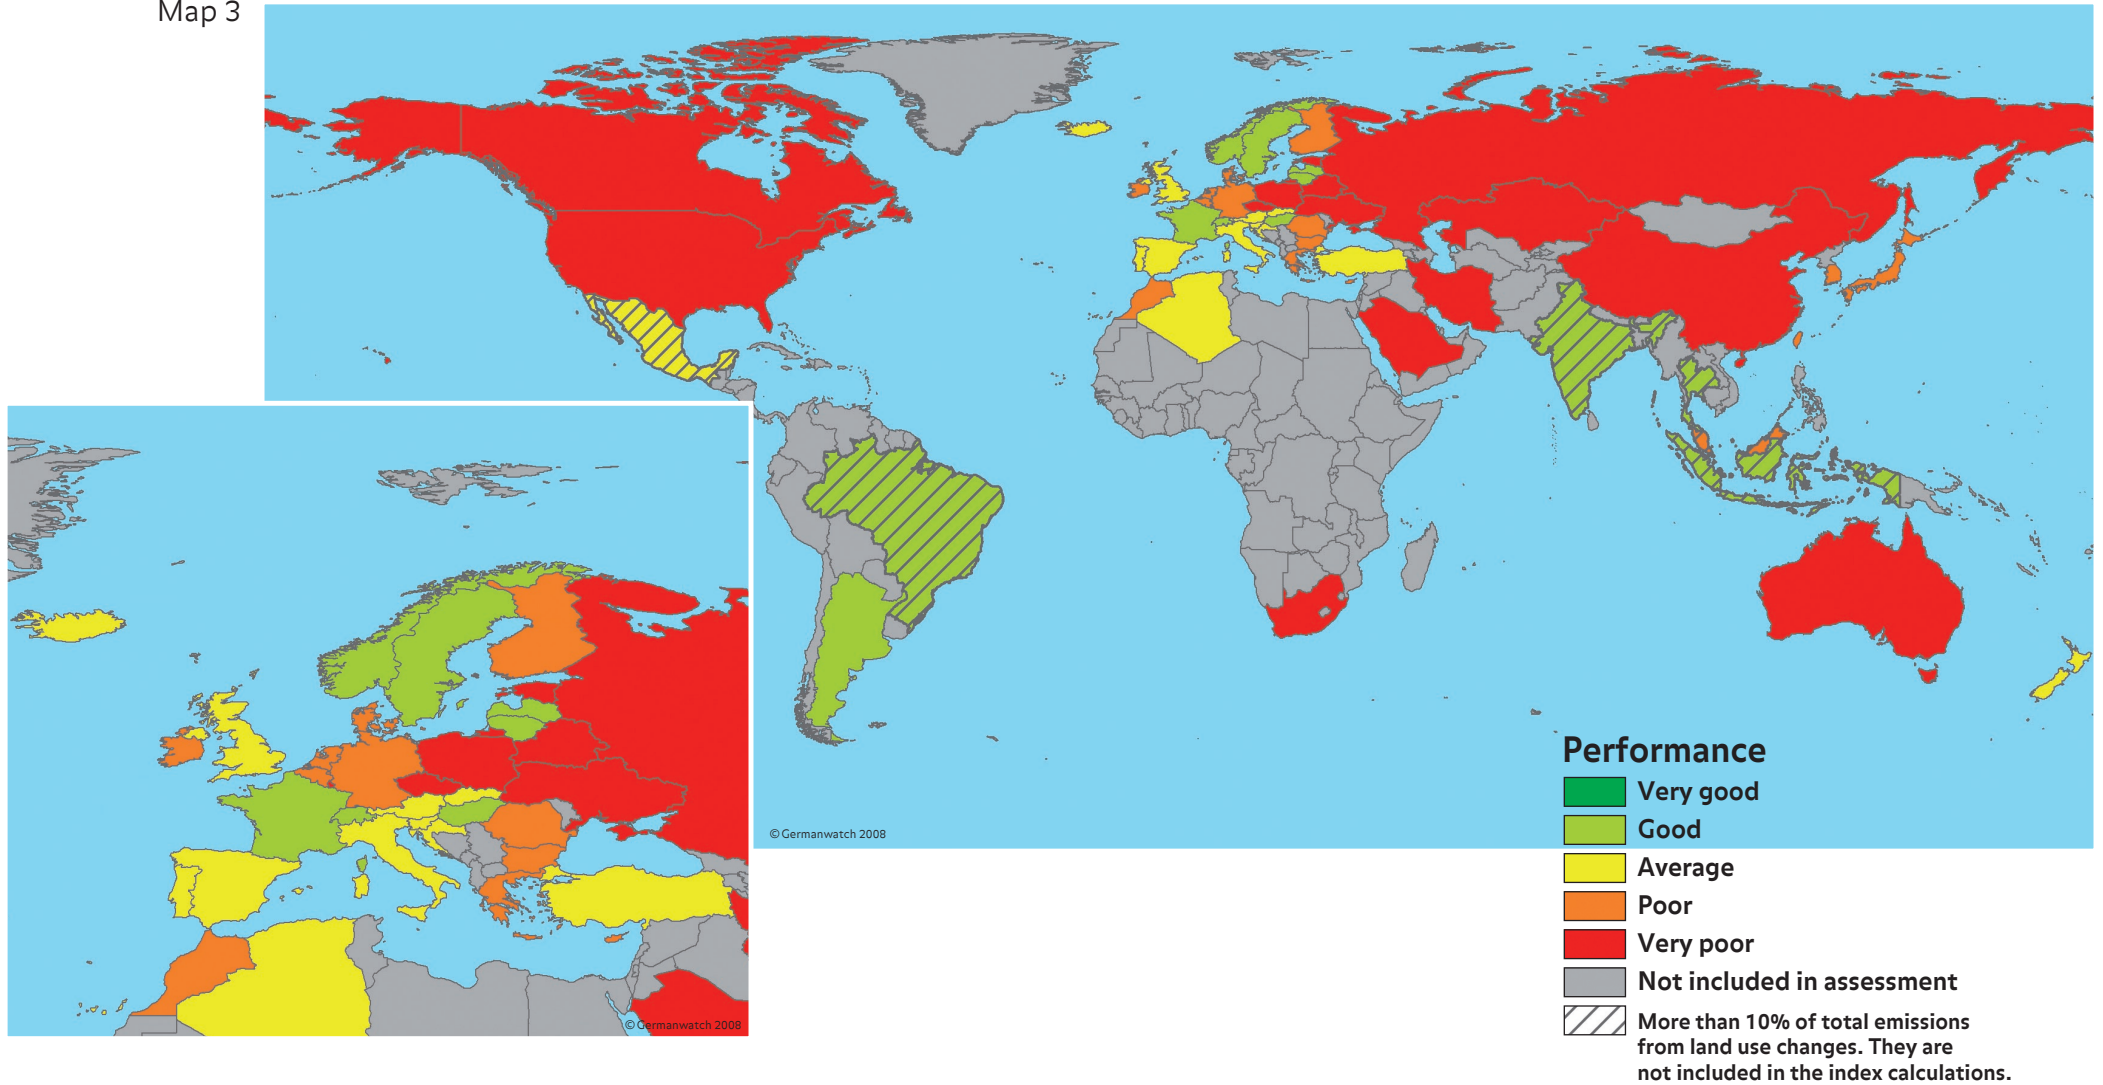 Map 3
© Germanwatch 2008
© Germanwatch 2008
Performance
Very good
Good
Average
Poor
Very poor
Not included in assessment
More than 10% of total emissions
from land use changes. They are
not included in the index calculations.